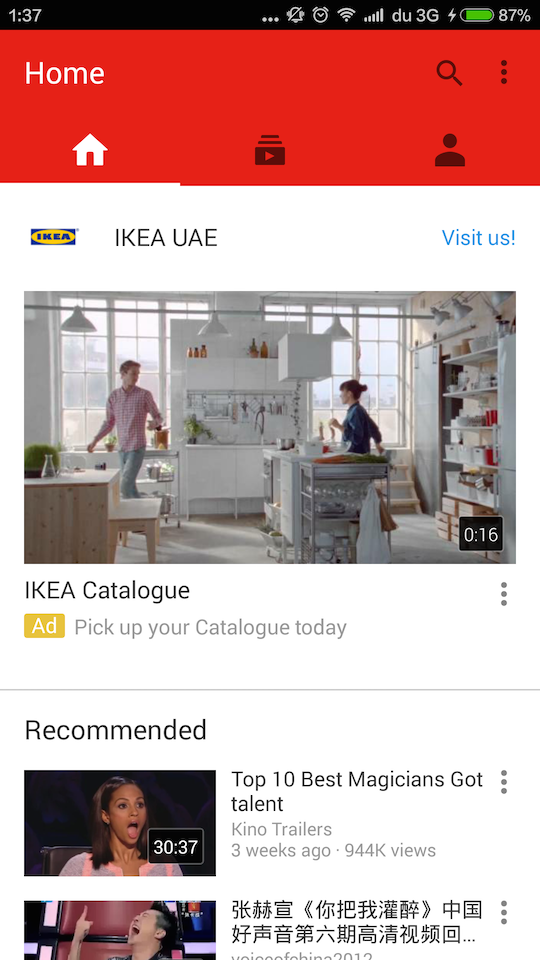 1:37
du 3G
87%
Home
IKEA
IKEA UAE
Visit us!
0:16
IKEA Catalogue
Ad Pick up your Catalogue today
Recommended
30:37
Top 10 Best Magicians Got
talent
Kino Trailers
3 weeks ago · 944K views
张赫宣《你把我灌醉》中国
好声音第六期高清视频回...
voiceofchina2012